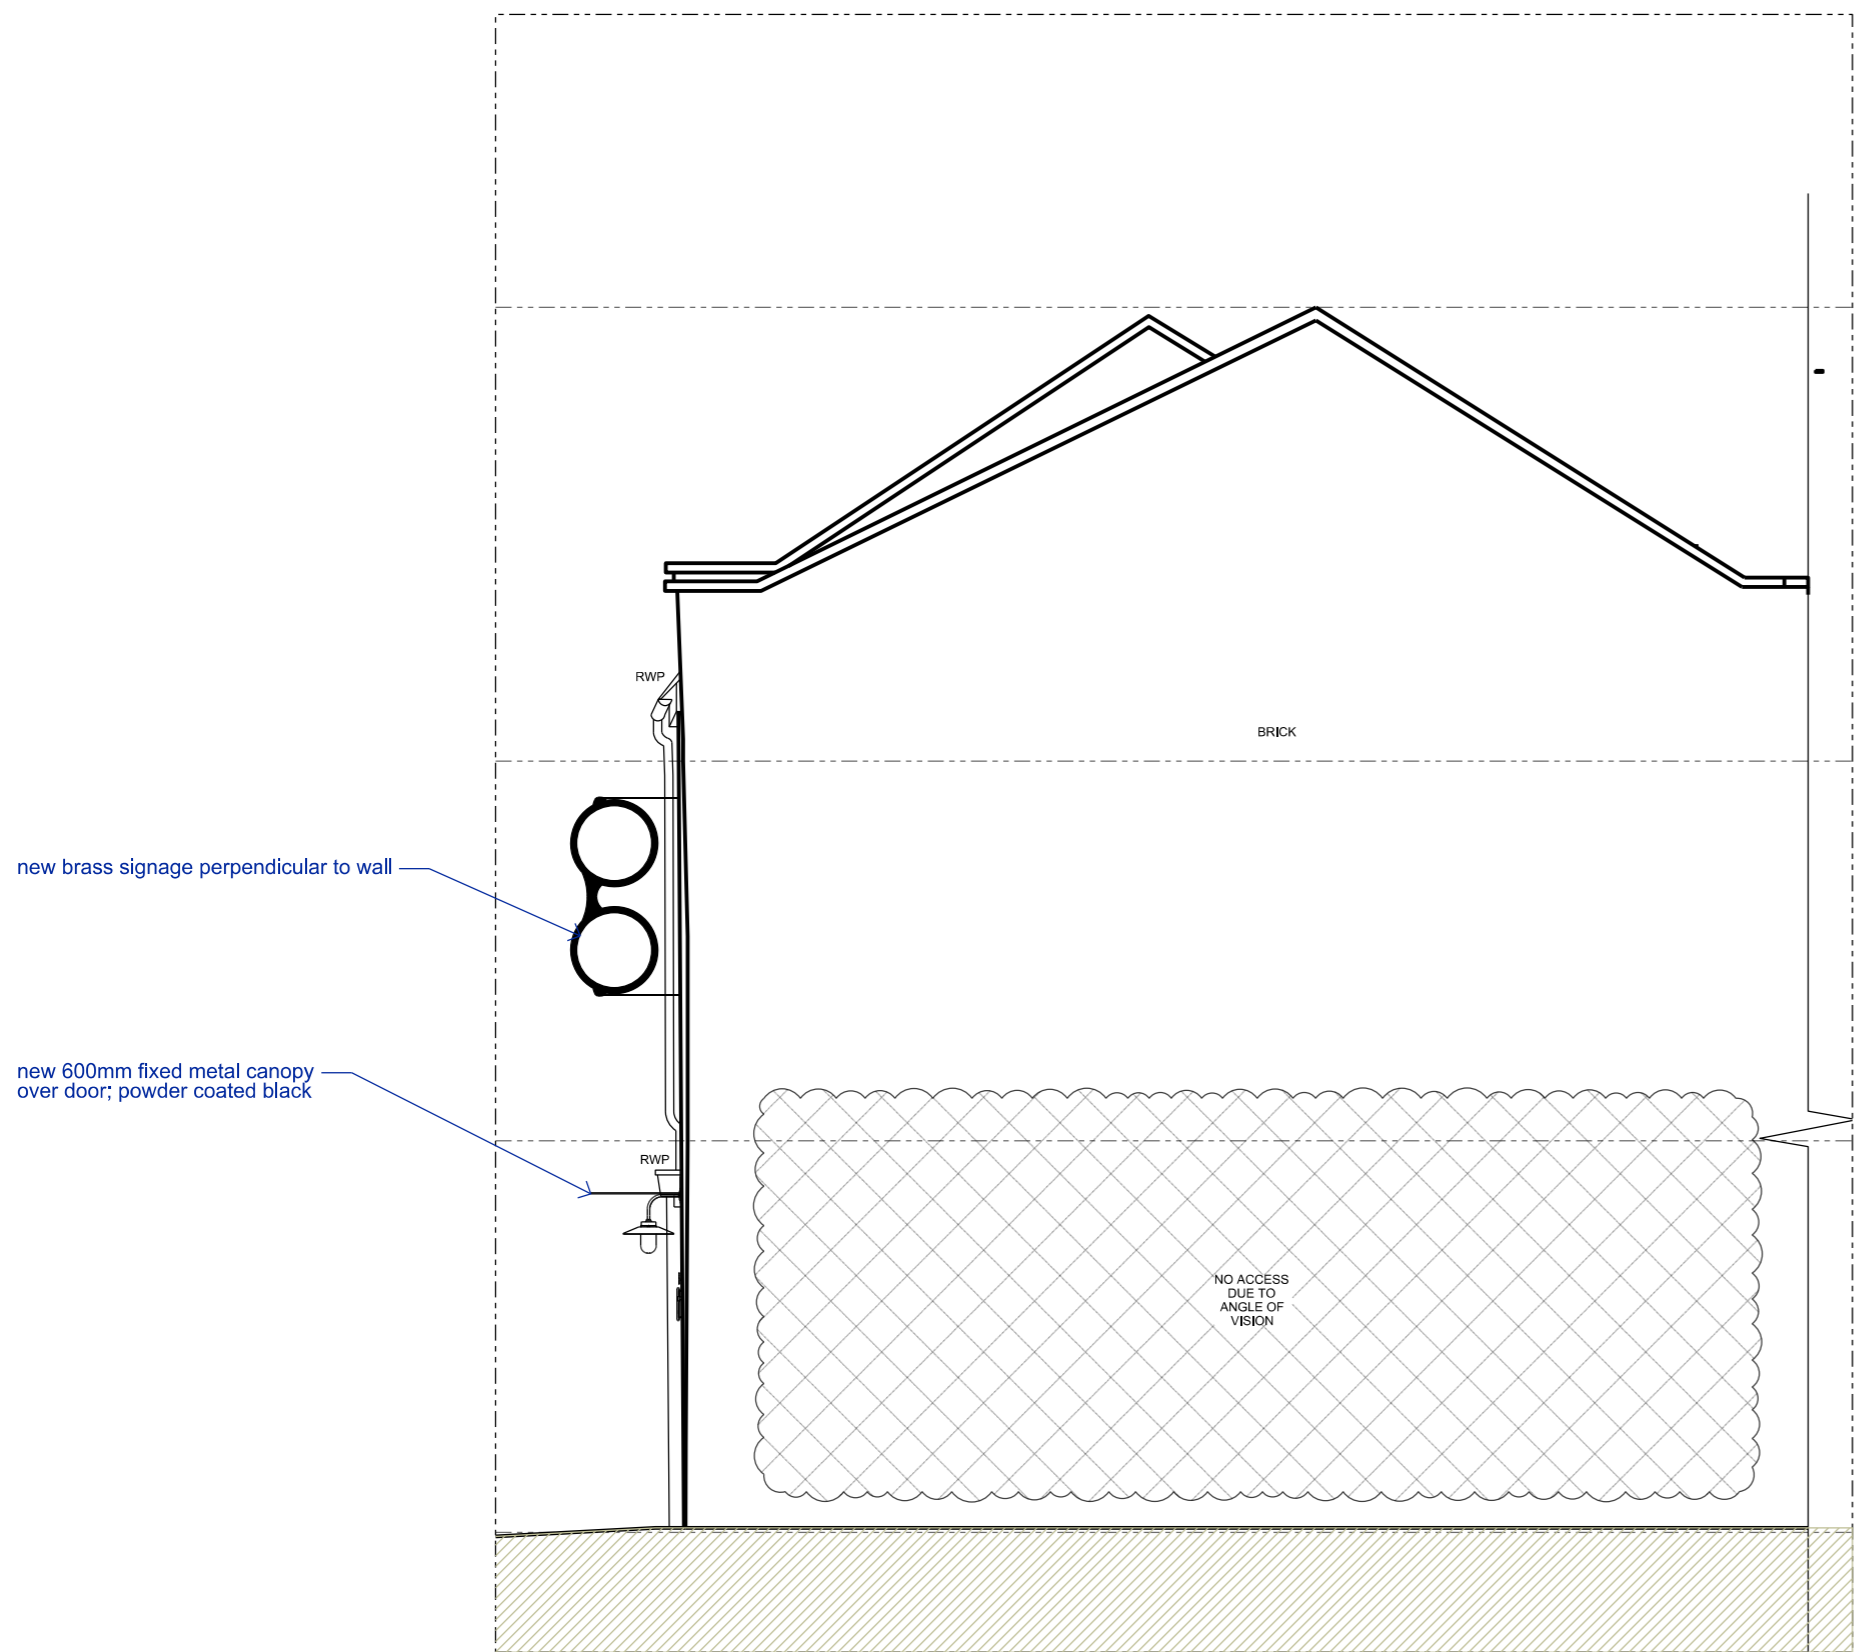 RWP
BRICK
new brass signage perpendicular to wall
new 600mm fixed metal canopy
over door; powder coated black
RWP
NO ACCESS
DUE TO
ANGLE OF
VISION